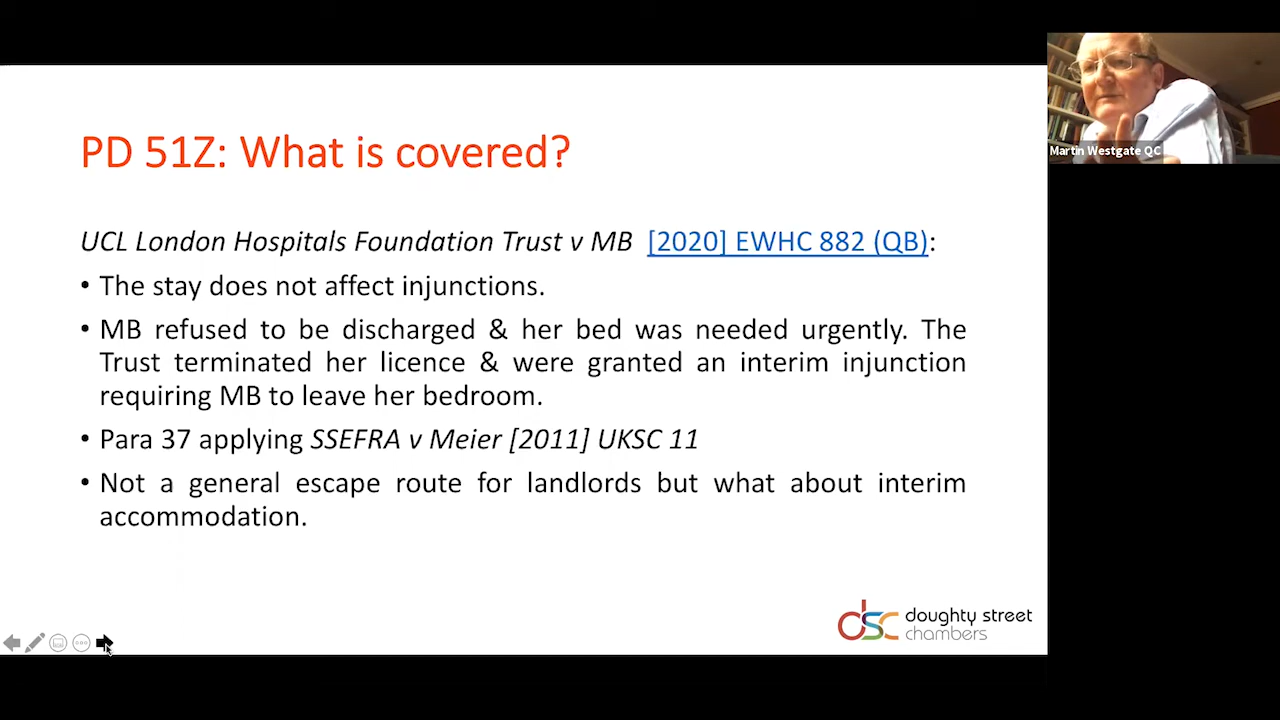 PD 51Z: What is covered?
UCL London Hospitals Foundation Trust v MB [2020] EWHC 882 (QB):
• The stay does not affect injunctions.
• MB refused to be discharged & her bed was needed urgently. The
Trust terminated her licence & were granted an interim injunction
requiring MB to leave her bedroom.
• Para 37 applying SSEFRA v Meier [2011] UKSC 11
• Not a general escape route for landlords but what about interim
accommodation.
dsc doughty street
chambers
Martin Westgate QC